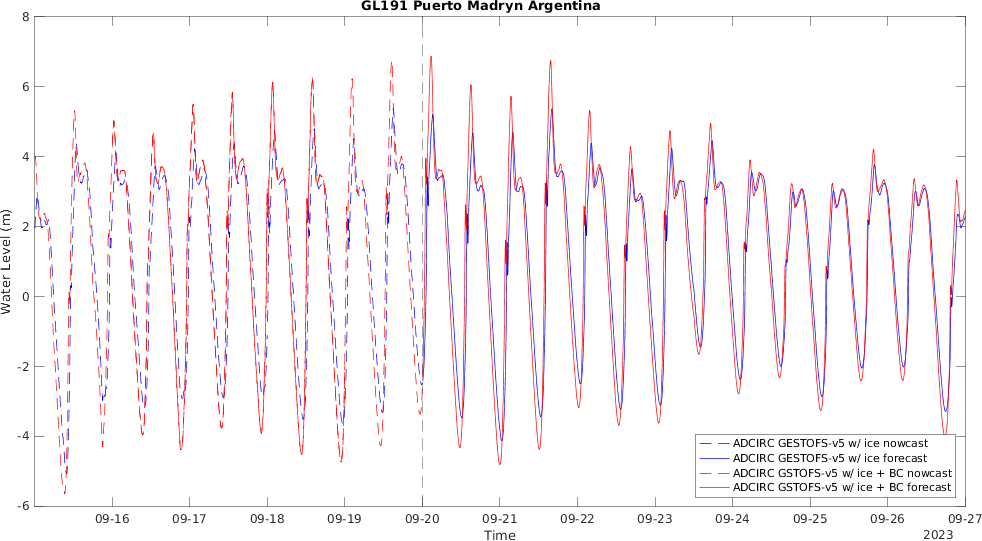 GL191 Puerto Madryn Argentina
8
6
4
2
0
-2
-4
-6
Water Level (m)
ADCIRC GESTOFS-v5 w/ ice nowcast
ADCIRC GESTOFS-v5 w/ ice forecast
ADCIRC GSTOFS-v5 w/ ice + BC nowcast
ADCIRC GSTOFS-v5 w/ ice + BC forecast
09-16 09-17 09-18 09-19 09-20 09-21 09-22 09-23 09-24 09-25 09-26 09-27
Time
2023